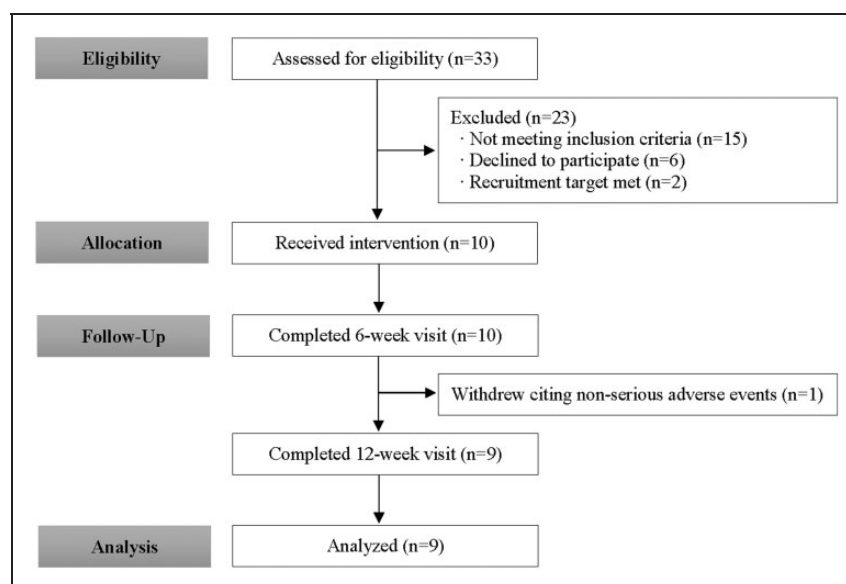 Eligibility
Assessed for eligibility (n=33)
Excluded (n=23)
· Not meeting inclusion criteria (n=15)
· Declined to participate (n=6)
· Recruitment target met (n=2)
Allocation
Received intervention (n=10)
Follow-Up
Completed 6-week visit (n=10)
Withdrew citing non-serious adverse events (n=1)
Completed 12-week visit (n=9)
Analysis
Analyzed (n=9)